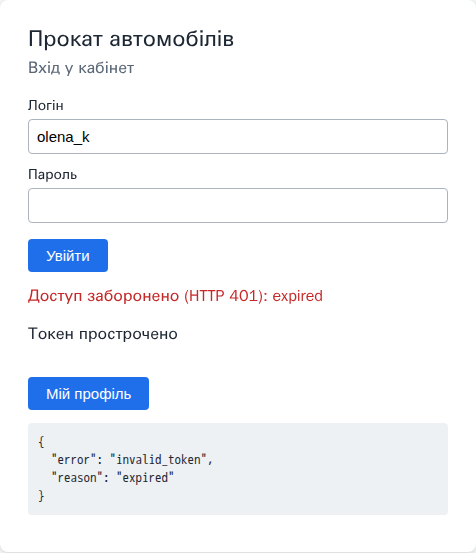 Прокат автомобілів
Вхід у кабінет
Логін
olena_k
Пароль
Увійти
Доступ заборонено (HTTP 401): expired
Токен прострочено
Мій профіль
{
  "error": "invalid_token",
  "reason": "expired"
}